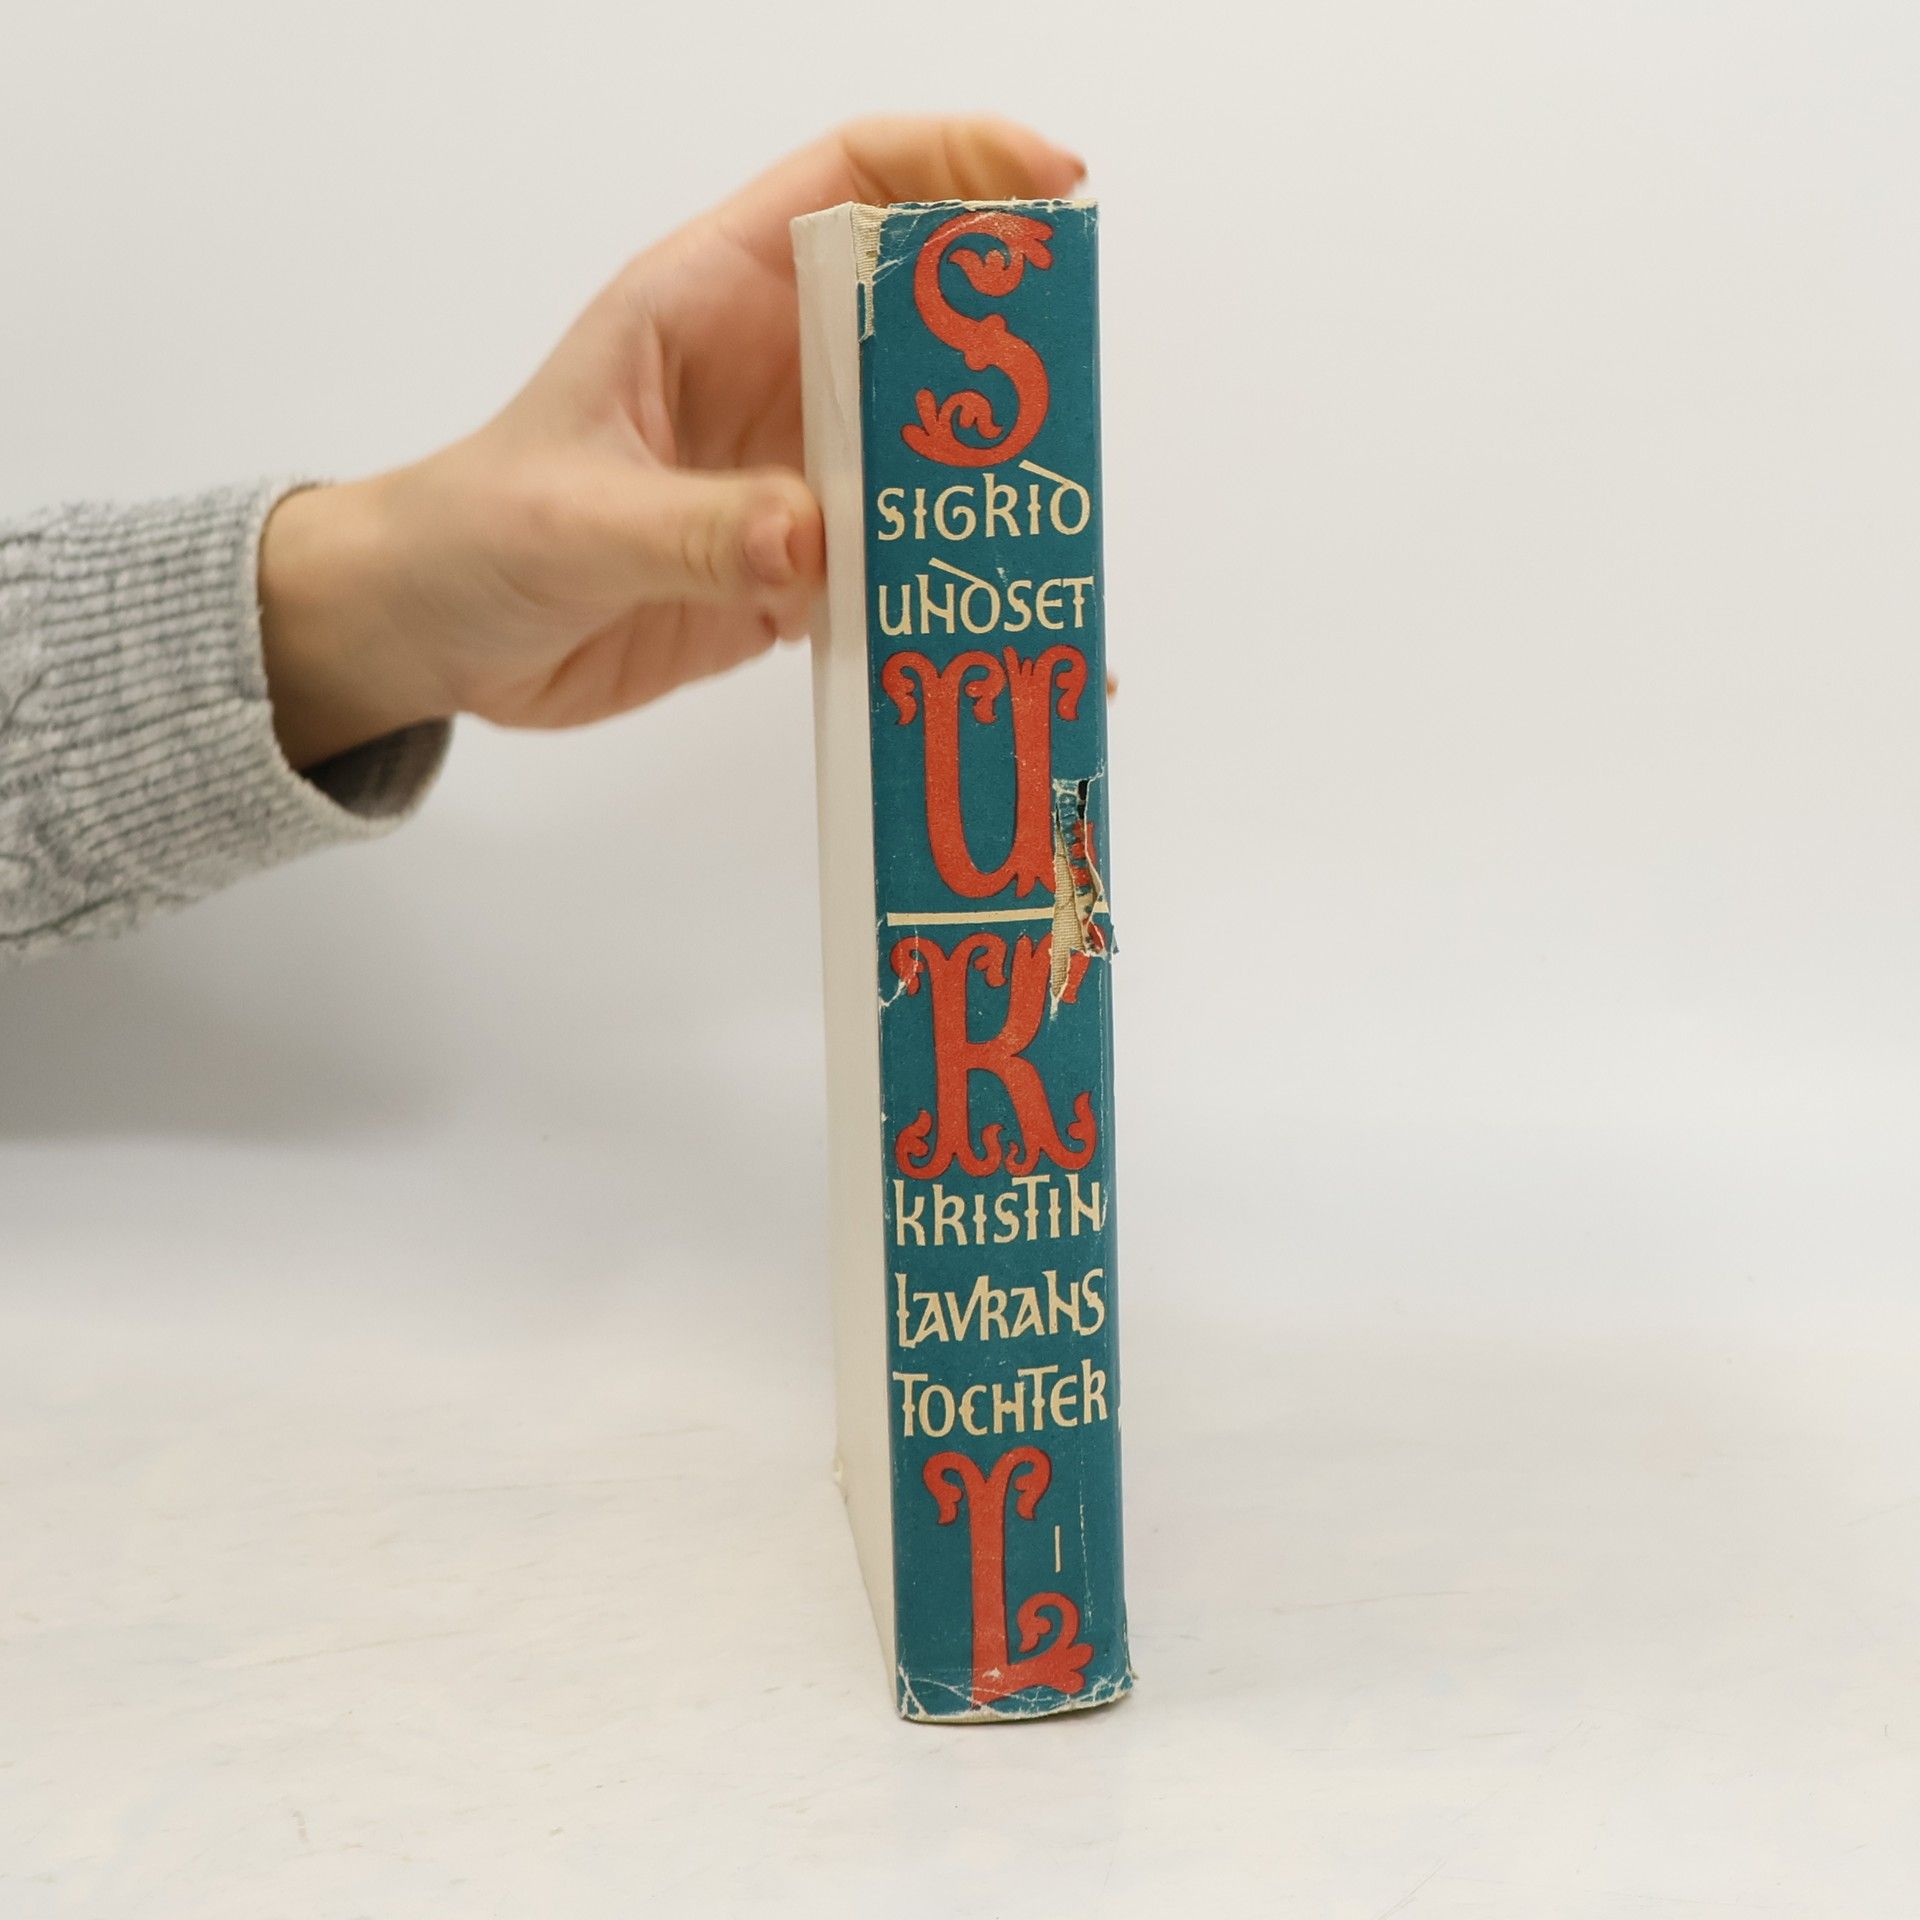 S
SIGRID
UNDSET
U
K
KRISTIN
LAVRANS
TOCHTER
L
I